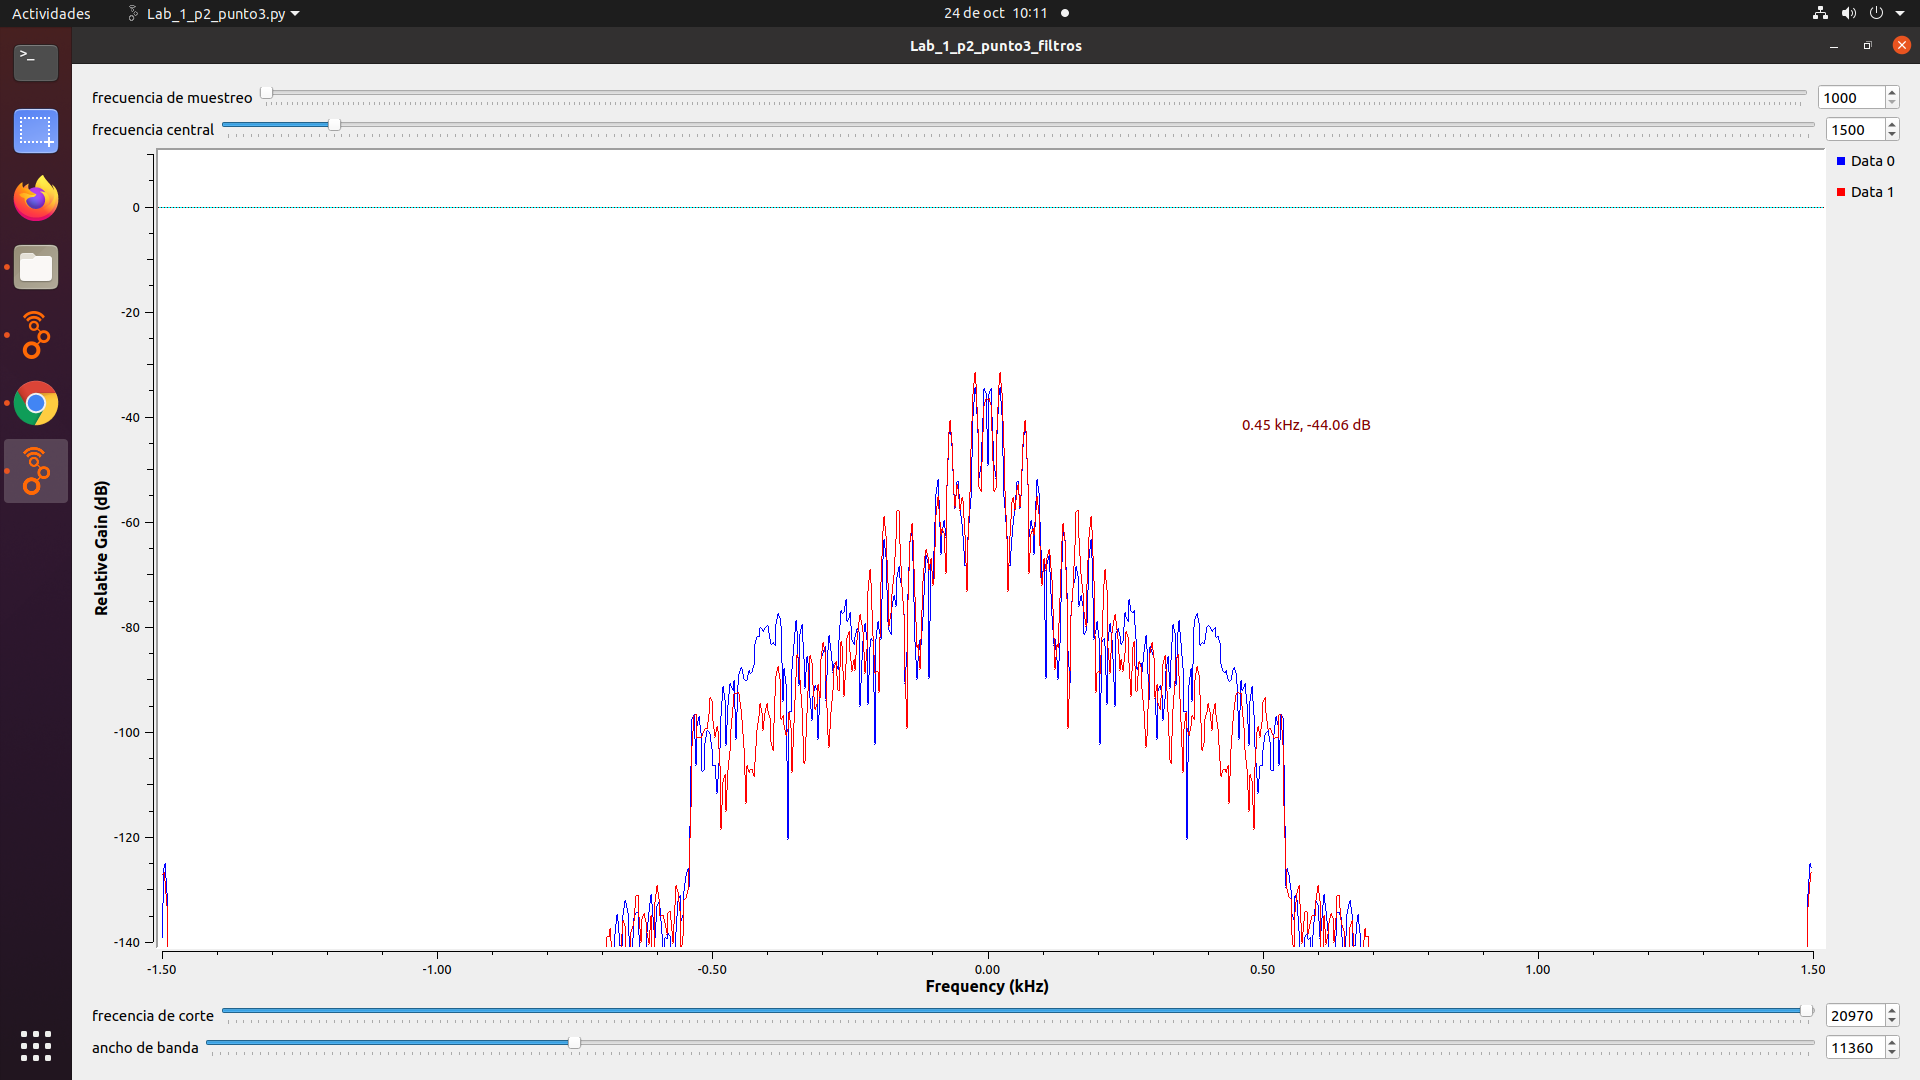 Actividades
Lab_1_p2_punto3.py
24 de oct 10:11
Lab_1_p2_punto3_filtros
>_
frecuencia de muestreo
1000
frecuencia central
1500
Data 0
Data 1
0
-20
-40
-60
-80
-100
-120
-140
Relative Gain (dB)
0.45 kHz, -44.06 dB
-1.50
-1.00
-0.50
0.00
0.50
1.00
1.50
Frequency (kHz)
frecencia de corte
20970
ancho de banda
11360